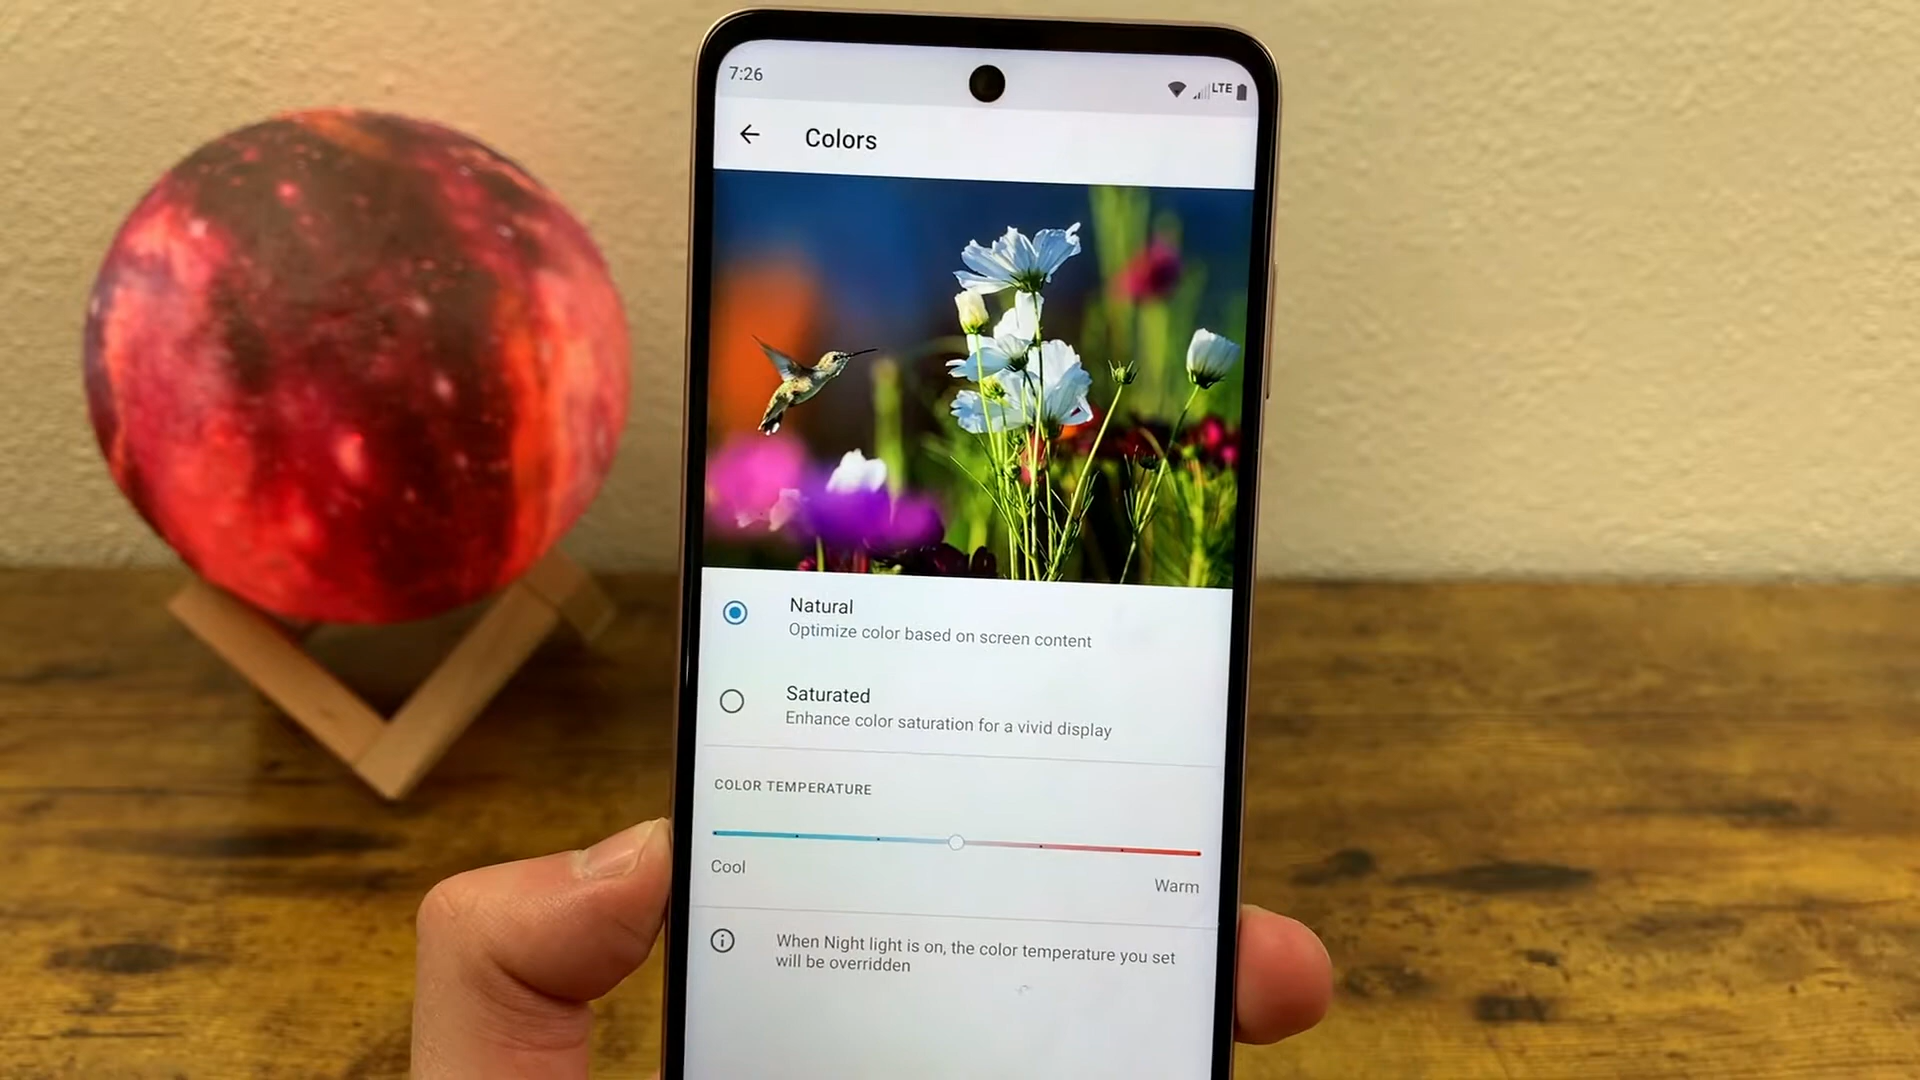 7:26
LTE
Colors
Natural
Optimize color based on screen content
Saturated
Enhance color saturation for a vivid display
COLOR TEMPERATURE
Cool
Warm
When Night light is on, the color temperature you set
will be overridden